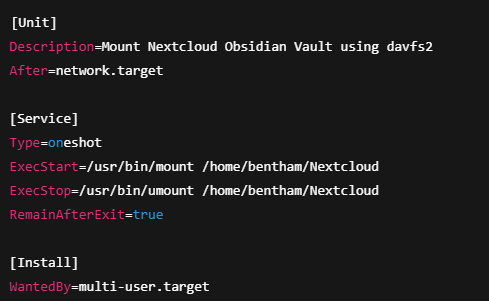 [Unit]
Description=Mount Nextcloud Obsidian Vault using davfs2
After=network.target

[Service]
Type=oneshot
ExecStart=/usr/bin/mount /home/bentham/Nextcloud
ExecStop=/usr/bin/umount /home/bentham/Nextcloud
RemainAfterExit=true

[Install]
WantedBy=multi-user.target